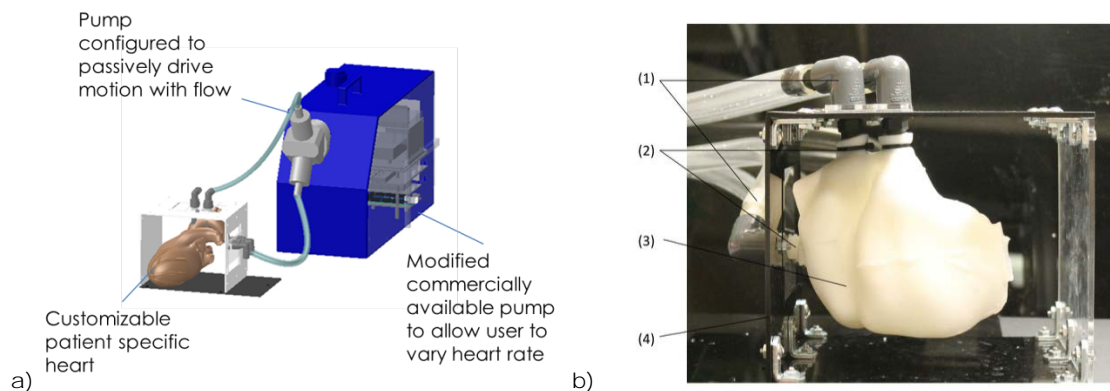 Pump
configured to
passively drive
motion with flow
Customizable
patient specific
heart
Modified
commercially
available pump
to allow user to
vary heart rate
a)
(1)
(2)
(3)
(4)
b)